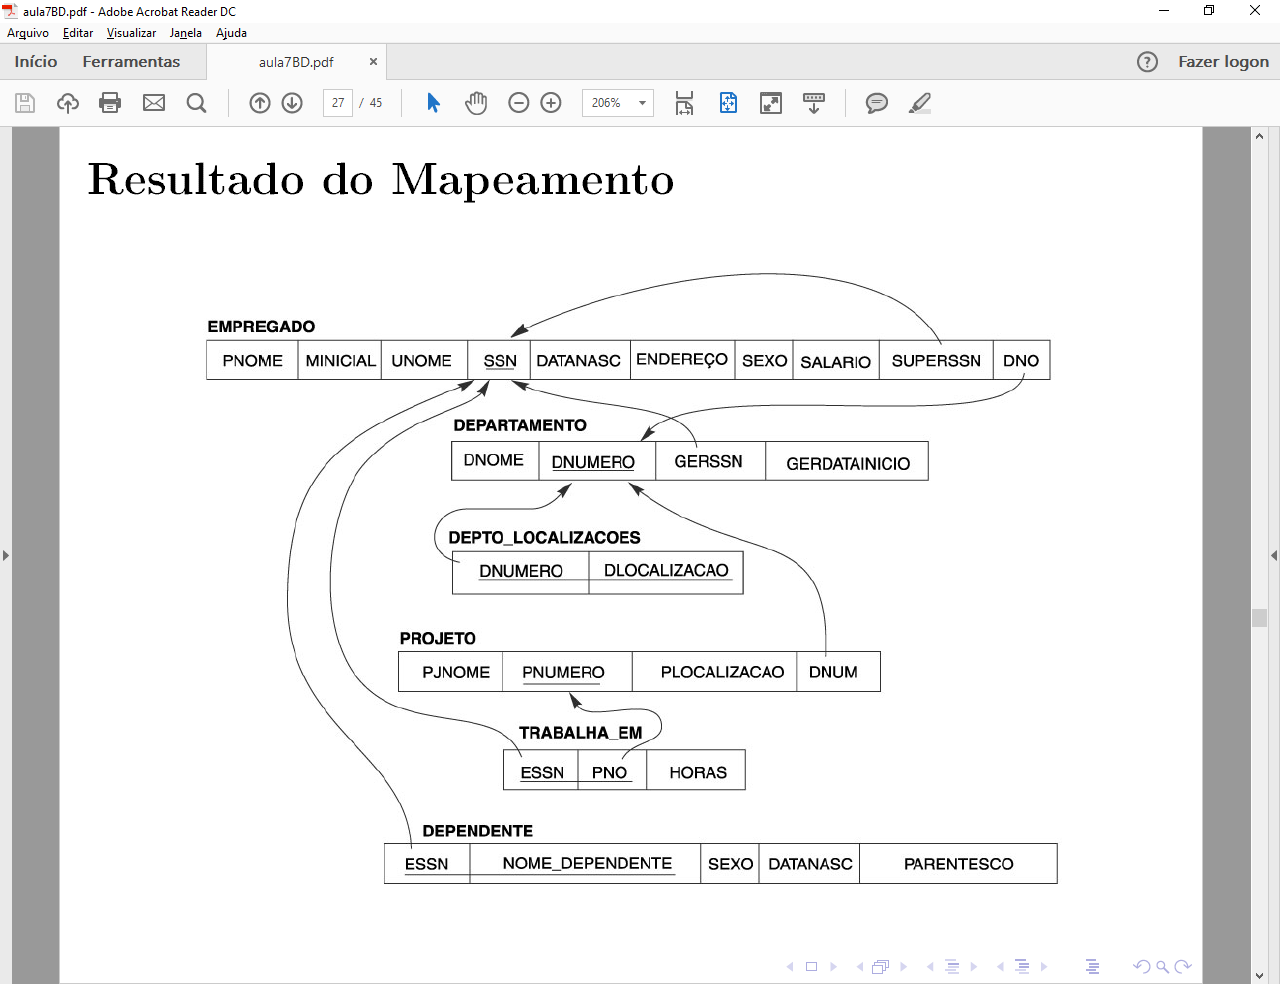 aula7BD.pdf - Adobe Acrobat Reader DC
Arquivo Editar Visualizar Janela Ajuda
Início Ferramentas aula7BD.pdf × ? Fazer logon
27 / 45 206%
Resultado do Mapeamento
EMPREGADO
PNOME MINICIAL UNOME SSN DATANASC ENDEREÇO SEXO SALARIO SUPERSSN DNO
DEPARTAMENTO
DNOME DNUMERO GERSSN GERDATAINICIO
DEPTO_LOCALIZACOES
DNUMERO DLOCALIZACAO
PROJETO
PJNOME PNUMERO PLOCALIZACAO DNUM
TRABALHA_EM
ESSN PNO HORAS
DEPENDENTE
ESSN NOME_DEPENDENTE SEXO DATANASC PARENTESCO